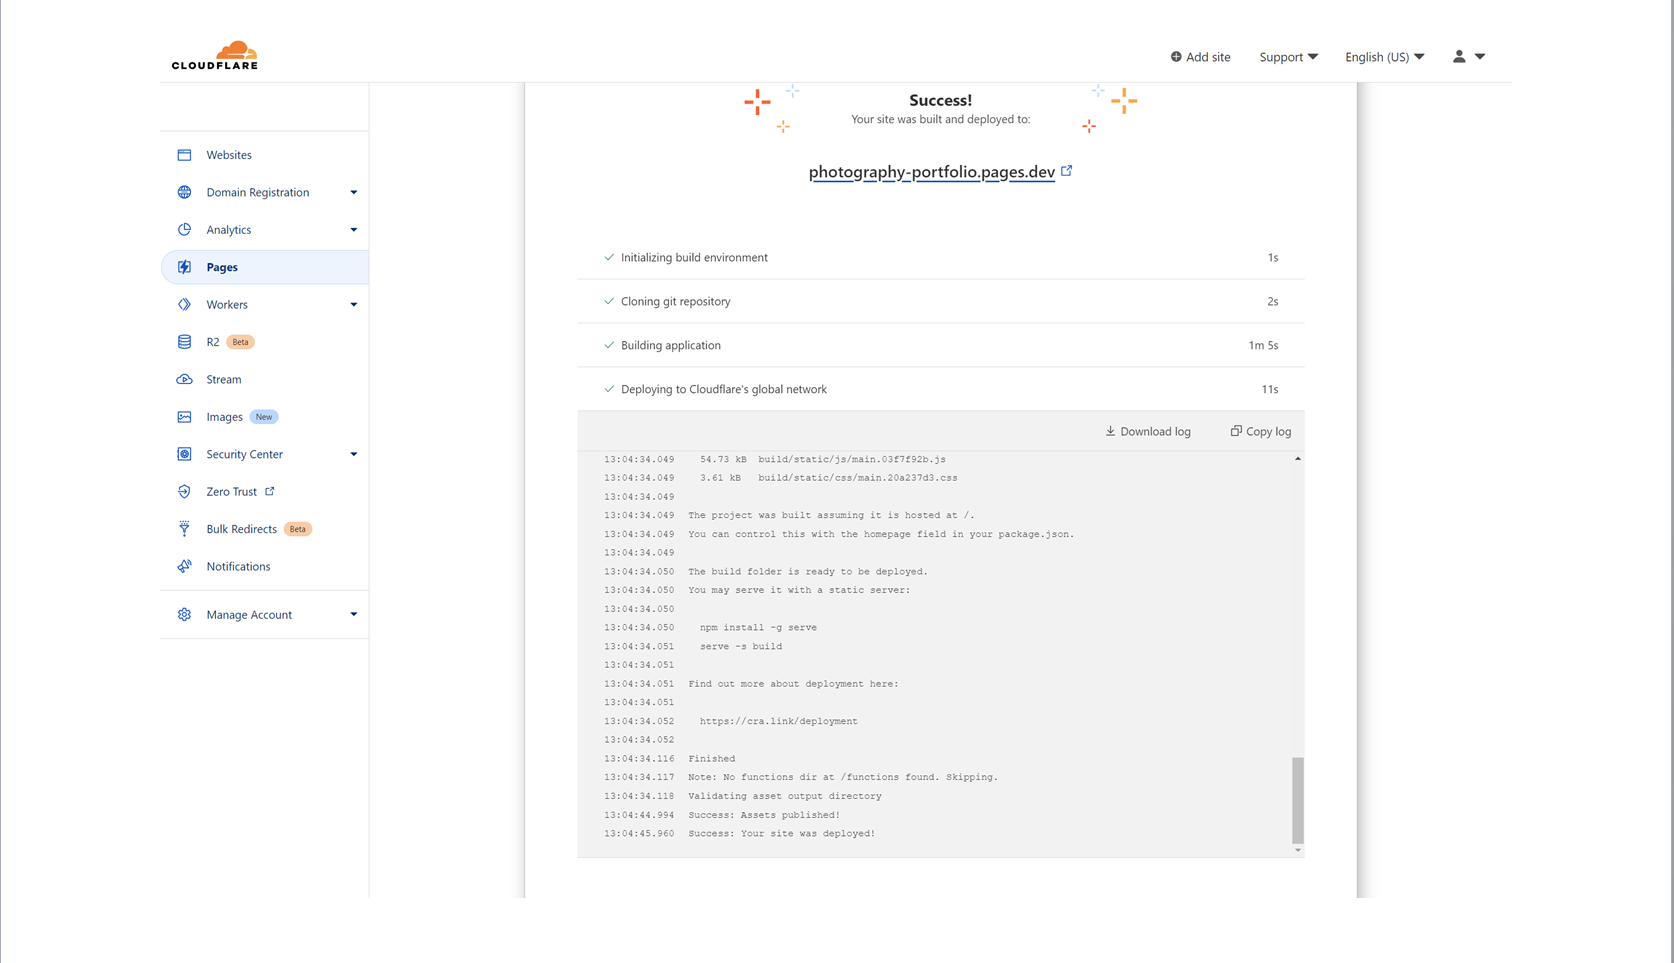 CLOUDFLARE
Add site Support English (US)
Websites
Domain Registration
Analytics
Pages
Workers
R2 Beta
Stream
Images New
Security Center
Zero Trust
Bulk Redirects Beta
Notifications
Manage Account
Success!
Your site was built and deployed to:
photography-portfolio.pages.dev
Initializing build environment 1s
Cloning git repository 2s
Building application 1m 5s
Deploying to Cloudflare's global network 11s
Download log Copy log
13:04:34.049 54.73 kB build/static/js/main.03f7f92b.js
13:04:34.049 3.61 kB build/static/css/main.20a237d3.css
13:04:34.049
13:04:34.049 The project was built assuming it is hosted at /.
13:04:34.049 You can control this with the homepage field in your package.json.
13:04:34.049
13:04:34.050 The build folder is ready to be deployed.
13:04:34.050 You may serve it with a static server:
13:04:34.050
13:04:34.050 npm install -g serve
13:04:34.051 serve -s build
13:04:34.051
13:04:34.051 Find out more about deployment here:
13:04:34.051
13:04:34.052 https://cra.link/deployment
13:04:34.052
13:04:34.116 Finished
13:04:34.117 Note: No functions dir at /functions found. Skipping.
13:04:34.118 Validating asset output directory
13:04:44.994 Success: Assets published!
13:04:45.960 Success: Your site was deployed!